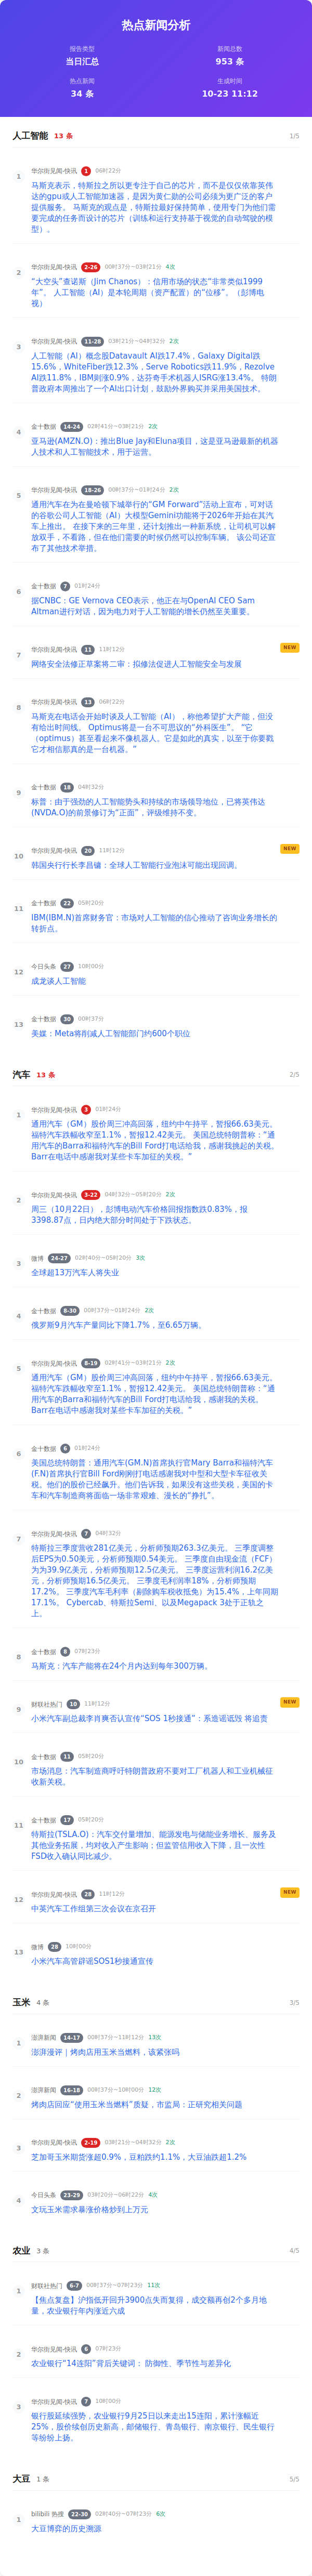 热点新闻分析
报告类型
当日汇总
新闻总数
953 条
热点新闻
34 条
生成时间
10-23 11:12
人工智能 13 条 1/5
1
华尔街见闻-快讯 1 06时22分
马斯克表示，特斯拉之所以更专注于自己的芯片，而不是仅仅依靠英伟
达的gpu或人工智能加速器，是因为黄仁勋的公司必须为更广泛的客户
提供服务。 马斯克的观点是，特斯拉最好保持简单，使用专门为他们需
要完成的任务而设计的芯片（训练和运行支持基于视觉的自动驾驶的模
型）。
2
华尔街见闻-快讯 2-26 00时37分~03时21分 4次
“大空头”查诺斯（Jim Chanos）：信用市场的状态“非常类似1999
年”。 人工智能（AI）是本轮周期（资产配置）的“位移”。（彭博电
视）
3
华尔街见闻-快讯 11-28 03时21分~04时32分 2次
人工智能（AI）概念股Datavault AI跌17.4%，Galaxy Digital跌
15.6%，WhiteFiber跌12.3%，Serve Robotics跌11.9%，Rezolve
AI跌11.8%，IBM则涨0.9%，达芬奇手术机器人ISRG涨13.4%。 特朗
普政府本周推出了一个AI出口计划，鼓励外界购买并采用美国技术。
4
金十数据 14-24 02时41分~03时21分 2次
亚马逊(AMZN.O)：推出Blue Jay和Eluna项目，这是亚马逊最新的机器
人技术和人工智能技术，用于运营。
5
华尔街见闻-快讯 18-26 00时37分~01时24分 2次
通用汽车在为在曼哈顿下城举行的“GM Forward”活动上宣布，可对话
的谷歌公司人工智能（AI）大模型Gemini功能将于2026年开始在其汽
车上推出。 在接下来的三年里，还计划推出一种新系统，让司机可以解
放双手，不看路，但在他们需要的时候仍然可以控制车辆。 该公司还宣
布了其他技术举措。
6
金十数据 7 01时24分
据CNBC：GE Vernova CEO表示，他正在与OpenAI CEO Sam
Altman进行对话，因为电力对于人工智能的增长仍然至关重要。
7
华尔街见闻-快讯 11 11时12分 NEW
网络安全法修正草案将二审：拟修法促进人工智能安全与发展
8
华尔街见闻-快讯 13 06时22分
马斯克在电话会开始时谈及人工智能（AI），称他希望扩大产能，但没
有给出时间线。 Optimus将是一台不可思议的“外科医生”。 “它
（optimus）甚至看起来不像机器人。它是如此的真实，以至于你要戳
它才相信那真的是一台机器。”
9
金十数据 18 04时32分
标普：由于强劲的人工智能势头和持续的市场领导地位，已将英伟达
(NVDA.O)的前景修订为“正面”，评级维持不变。
10
华尔街见闻-快讯 20 11时12分 NEW
韩国央行行长李昌镛：全球人工智能行业泡沫可能出现回调。
11
金十数据 22 05时20分
IBM(IBM.N)首席财务官：市场对人工智能的信心推动了咨询业务增长的
转折点。
12
今日头条 27 10时00分
成龙谈人工智能
13
金十数据 30 00时37分
美媒：Meta将削减人工智能部门约600个职位
汽车 13 条 2/5
1
华尔街见闻-快讯 3 01时24分
通用汽车（GM）股价周三冲高回落，纽约中午持平，暂报66.63美元。
福特汽车跌幅收窄至1.1%，暂报12.42美元。 美国总统特朗普称：“通
用汽车的Barra和福特汽车的Bill Ford打电话给我，感谢我挑起的关税。
Barr在电话中感谢我对某些卡车加征的关税。”
2
华尔街见闻-快讯 3-22 04时32分~05时20分 2次
周三（10月22日），彭博电动汽车价格回报指数跌0.83%，报
3398.87点，日内绝大部分时间处于下跌状态。
3
微博 24-27 02时40分~05时20分 3次
全球超13万汽车人将失业
4
金十数据 8-30 00时37分~01时24分 2次
俄罗斯9月汽车产量同比下降1.7%，至6.65万辆。
5
华尔街见闻-快讯 8-19 02时41分~03时21分 2次
通用汽车（GM）股价周三冲高回落，纽约中午持平，暂报66.63美元。
福特汽车跌幅收窄至1.1%，暂报12.42美元。 美国总统特朗普称：“通
用汽车的Barra和福特汽车的Bill Ford打电话给我，感谢我的关税。
Barr在电话中感谢我对某些卡车加征的关税。”
6
金十数据 6 01时24分
美国总统特朗普：通用汽车(GM.N)首席执行官Mary Barra和福特汽车
(F.N)首席执行官Bill Ford刚刚打电话感谢我对中型和大型卡车征收关
税。他们的股价已经飙升。他们告诉我，如果没有这些关税，美国的卡
车和汽车制造商将面临一场非常艰难、漫长的“挣扎”。
7
华尔街见闻-快讯 7 04时32分
特斯拉三季度营收281亿美元，分析师预期263.3亿美元。 三季度调整
后EPS为0.50美元，分析师预期0.54美元。 三季度自由现金流（FCF）
为为39.9亿美元，分析师预期12.5亿美元。 三季度运营利润16.2亿美
元，分析师预期16.5亿美元。 三季度毛利润率18%，分析师预期
17.2%。 三季度汽车毛利率（剔除购车税收抵免）为15.4%，上年同期
17.1%。 Cybercab、特斯拉Semi、以及Megapack 3处于正轨之
上。
8
金十数据 8 07时23分
马斯克：汽车产能将在24个月内达到每年300万辆。
9
财联社热门 10 11时12分 NEW
小米汽车副总裁李肖爽否认宣传“SOS 1秒接通”：系造谣诋毁 将追责
10
金十数据 11 05时20分
市场消息：汽车制造商呼吁特朗普政府不要对工厂机器人和工业机械征
收新关税。
11
金十数据 17 05时20分
特斯拉(TSLA.O)：汽车交付量增加、能源发电与储能业务增长、服务及
其他业务拓展，均对收入产生影响；但监管信用收入下降，且一次性
FSD收入确认同比减少。
12
华尔街见闻-快讯 28 11时12分 NEW
中英汽车工作组第三次会议在京召开
13
微博 28 10时00分
小米汽车高管辟谣SOS1秒接通宣传
玉米 4 条 3/5
1
澎湃新闻 14-17 00时37分~11时12分 13次
澎湃漫评｜烤肉店用玉米当燃料，该紧张吗
2
澎湃新闻 16-18 00时37分~10时00分 12次
烤肉店回应“使用玉米当燃料”质疑，市监局：正研究相关问题
3
华尔街见闻-快讯 2-19 03时21分~04时32分 2次
芝加哥玉米期货涨超0.9%，豆粕跌约1.1%，大豆油跌超1.2%
4
今日头条 23-29 03时20分~06时22分 4次
文玩玉米需求暴涨价格炒到上万元
农业 3 条 4/5
1
财联社热门 6-7 00时37分~07时23分 11次
【焦点复盘】沪指低开回升3900点失而复得，成交额再创2个多月地
量，农业银行年内涨近六成
2
华尔街见闻-快讯 6 07时23分
农业银行“14连阳”背后关键词： 防御性、季节性与差异化
3
华尔街见闻-快讯 7 10时00分
银行股延续强势，农业银行9月25日以来走出15连阳，累计涨幅近
25%，股价续创历史新高，邮储银行、青岛银行、南京银行、民生银行
等纷纷上扬。
大豆 1 条 5/5
1
bilibili 热搜 22-30 02时40分~07时23分 6次
大豆博弈的历史溯源